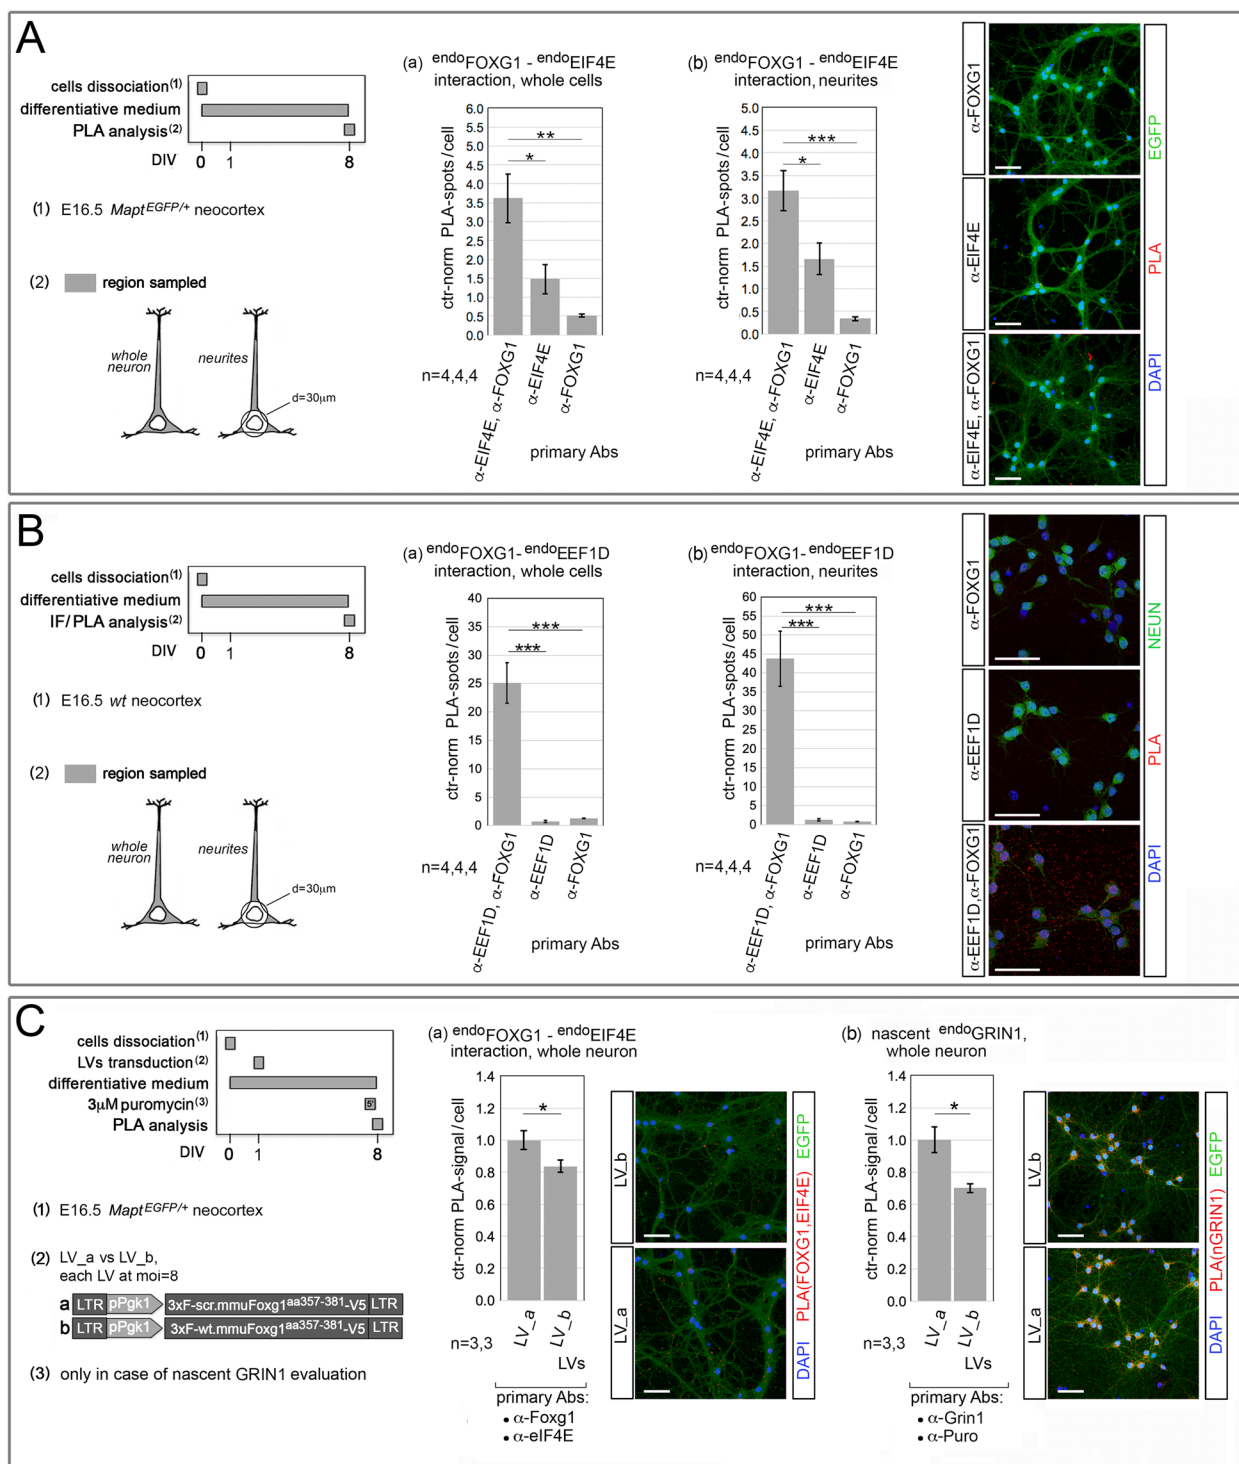 A
cells dissociation(1)
differentiative medium
PLA analysis(2)
DIV 0 1 8
(1) E16.5 Mapt EGFP/+ neocortex
(2) region sampled
whole neuron
neurites
d=30μm
(a) endoFOXG1 - endoEIF4E
interaction, whole cells
ctr-norm PLA-spots/cell
6.0
5.5
5.0
4.5
4.0
3.5
3.0
2.5
2.0
1.5
1.0
0.5
0.0
**
*
n=4,4,4
α-EIF4E, α-FOXG1
α-EIF4E
α-FOXG1
primary Abs
(b) endoFOXG1 - endoEIF4E
interaction, neurites
ctr-norm PLA-spots/cell
5.0
4.5
4.0
3.5
3.0
2.5
2.0
1.5
1.0
0.5
0.0
***
*
n=4,4,4
α-EIF4E, α-FOXG1
α-EIF4E
α-FOXG1
primary Abs
α-FOXG1
α-EIF4E
α-EIF4E, α-FOXG1
EGFP
PLA
DAPI
B
cells dissociation(1)
differentiative medium
IF/PLA analysis(2)
DIV 0 1 8
(1) E16.5 wt neocortex
(2) region sampled
whole neuron
neurites
d=30μm
(a) endoFOXG1- endoEEF1D
interaction, whole cells
ctr-norm PLA-spots/cell
40
35
30
25
20
15
10
5
0
***
***
n=4,4,4
α-EEF1D, α-FOXG1
α-EEF1D
α-FOXG1
primary Abs
(b) endoFOXG1- endoEEF1D
interaction, neurites
ctr-norm PLA-spots/cell
60
55
50
45
40
35
30
25
20
15
10
5
0
***
***
n=4,4,4
α-EEF1D, α-FOXG1
α-EEF1D
α-FOXG1
primary Abs
α-FOXG1
α-EEF1D
α-EEF1D,α-FOXG1
NEUN
PLA
DAPI
C
cells dissociation(1)
LVs transduction(2)
differentiative medium
3μM puromycin(3)
5'
PLA analysis
DIV 0 1 8
(1) E16.5 Mapt EGFP/+ neocortex
(2) LV_a vs LV_b,
each LV at moi=8
a LTR pPgk1 3xF-scr.mmuFoxg1aa357-381-V5 LTR
b LTR pPgk1 3xF-wt.mmuFoxg1aa357-381-V5 LTR
(3) only in case of nascent GRIN1 evaluation
(a) endoFOXG1 - endoEIF4E
interaction, whole neuron
ctr-norm PLA-signal/cell
1.4
1.2
1.0
0.8
0.6
0.4
0.2
0.0
*
n=3,3
LV_a
LV_b
LVs
primary Abs:
• α-Foxg1
• α-eIF4E
LV_b
LV_a
DAPI PLA(FOXG1,EIF4E) EGFP
(b) nascent endoGRIN1,
whole neuron
ctr-norm PLA-signal/cell
1.4
1.2
1.0
0.8
0.6
0.4
0.2
0.0
*
n=3,3
LV_a
LV_b
LVs
primary Abs:
• α-Grin1
• α-Puro
LV_b
LV_a
DAPI PLA(nGRIN1) EGFP